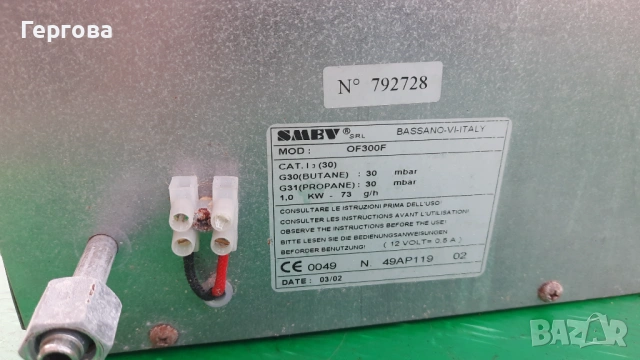 Гергова
N° 792728
SMEV® SRL BASSANO-VI-ITALY
MOD: OF300F
CAT. I 3 (30)
G30(BUTANE) : 30 mbar
G31(PROPANE) : 30 mbar
1,0 KW - 73 g/h
CONSULTARE LE ISTRUZIONI PRIMA DELL'USO!
CONSULTER LES INSTRUCTIONS AVANT L'UTILISATION!
OBSERVE THE INSTRUCTIONS BEFORE THE USE!
BITTE LESEN SIE DIE BEDIENUNGSANWEISUNGEN
BEFORDER BENUTZUNG! ( 12 VOLT= 0,5 A )
CE 0049 N. 49AP119 02
DATE : 03/02
BAZAR